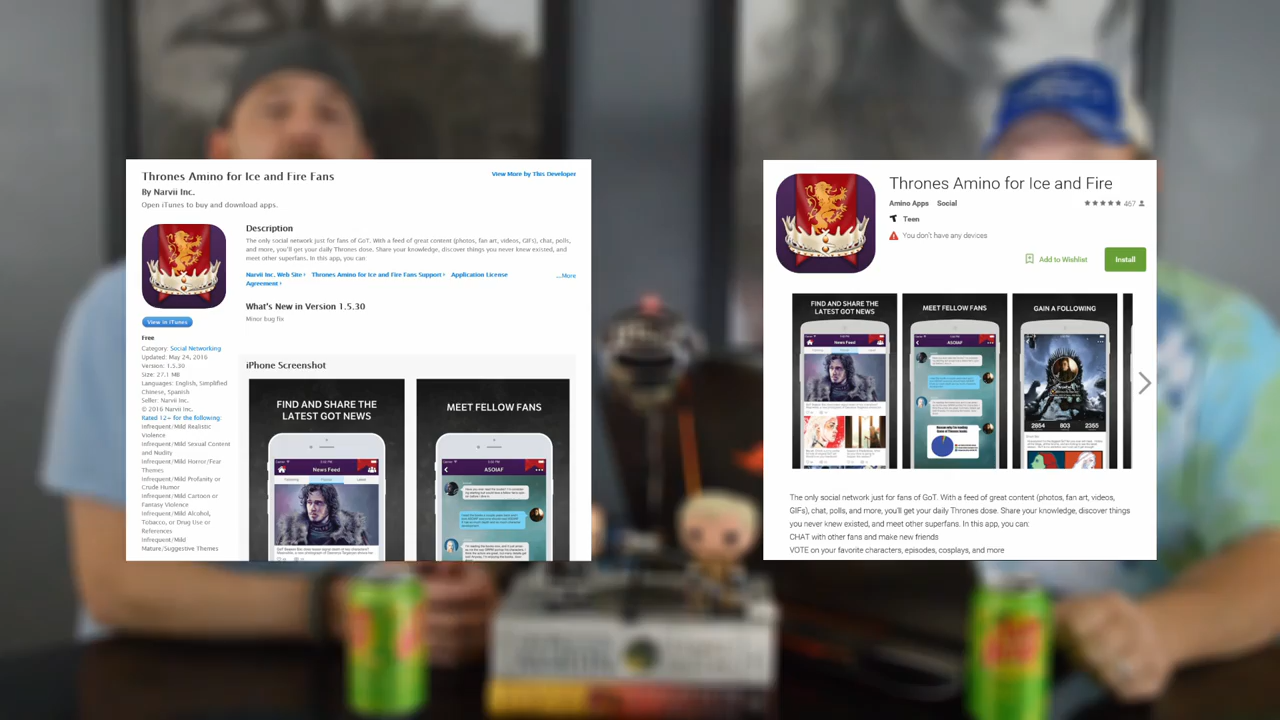 Thrones Amino for Ice and Fire Fans
View More by This Developer
By Narvii Inc.
Open iTunes to buy and download apps.
Description
The only social network just for fans of GoT. With a feed of great content (photos, fan art, videos, GIFs), chat, polls,
and more, you'll get your daily Thrones dose. Share your knowledge, discover things you never knew existed, and
meet other superfans. In this app, you can:
Narvii Inc. Web Site
Thrones Amino for Ice and Fire Fans Support
Application License
Agreement
...More
What's New in Version 1.5.30
Minor bug fix
View in iTunes
Free
Category: Social Networking
Updated: May 24, 2016
Version: 1.5.30
Size: 27.1 MB
Languages: English, Simplified
Chinese, Spanish
Seller: Narvii Inc.
© 2016 Narvii Inc.
Rated 12+ for the following:
Infrequent/Mild Realistic
Violence
Infrequent/Mild Sexual Content
and Nudity
Infrequent/Mild Horror/Fear
Themes
Infrequent/Mild Profanity or
Crude Humor
Infrequent/Mild Cartoon or
Fantasy Violence
Infrequent/Mild Alcohol,
Tobacco, or Drug Use or
References
Infrequent/Mild
Mature/Suggestive Themes
iPhone Screenshot
FIND AND SHARE THE
LATEST GOT NEWS
News Feed
MEET FELLOW FANS
ASOIAF
Thrones Amino for Ice and Fire
Amino Apps Social
467
T Teen
You don't have any devices
Add to Wishlist
Install
FIND AND SHARE THE
LATEST GOT NEWS
News Feed
MEET FELLOW FANS
ASOIAF
GAIN A FOLLOWING
2654 803 2355
The only social network just for fans of GoT. With a feed of great content (photos, fan art, videos,
GIFs), chat, polls, and more, you'll get your daily Thrones dose. Share your knowledge, discover things
you never knew existed, and meet other superfans. In this app, you can:
CHAT with other fans and make new friends
VOTE on your favorite characters, episodes, cosplays, and more